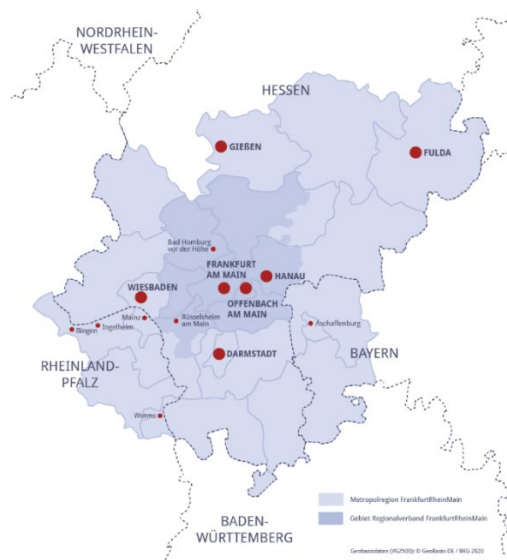 NORDRHEIN-
WESTFALEN
HESSEN
GIEßEN
FULDA
Bad Homburg
vor der Höhe
FRANKFURT
AM MAIN
HANAU
WIESBADEN
OFFENBACH
AM MAIN
Mainz
Rüsselsheim
am Main
Bingen
Ingelheim
Aschaffenburg
RHEINLAND-
PFALZ
DARMSTADT
BAYERN
Worms
BADEN-
WÜRTTEMBERG
Metropolregion FrankfurtRheinMain
Gebiet Regionalverband FrankfurtRheinMain
Geobasisdaten (VG2500): © GeoBasis-DE / BKG 2020